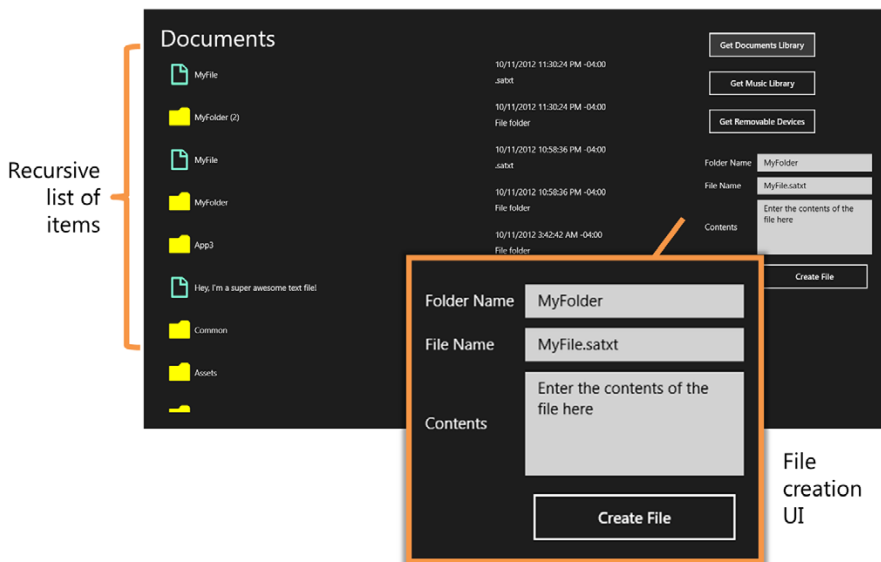 Documents
MyFile
10/11/2012 11:30:24 PM -04:00
.satxt
MyFolder (2)
10/11/2012 11:30:24 PM -04:00
File folder
MyFile
10/11/2012 10:58:36 PM -04:00
.satxt
MyFolder
10/11/2012 10:58:36 PM -04:00
File folder
App3
10/11/2012 3:42:42 AM -04:00
File folder
Hey, I'm a super awesome text file!
Common
Assets
Get Documents Library
Get Music Library
Get Removable Devices
Folder Name
MyFolder
File Name
MyFile.satxt
Contents
Enter the contents of the
file here
Create File
Recursive
list of
items
Folder Name
MyFolder
File Name
MyFile.satxt
Contents
Enter the contents of the
file here
Create File
File
creation
UI